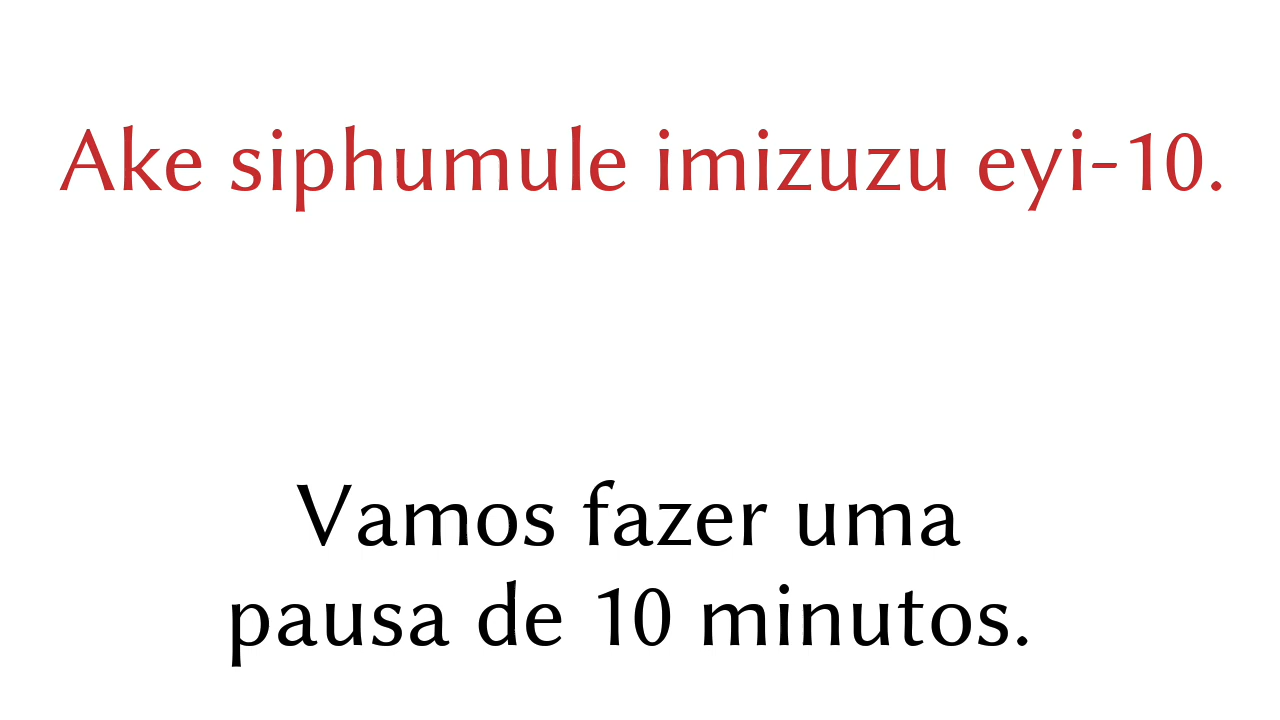 Ake siphumule imizuzu eyi-10.
Vamos fazer uma
pausa de 10 minutos.